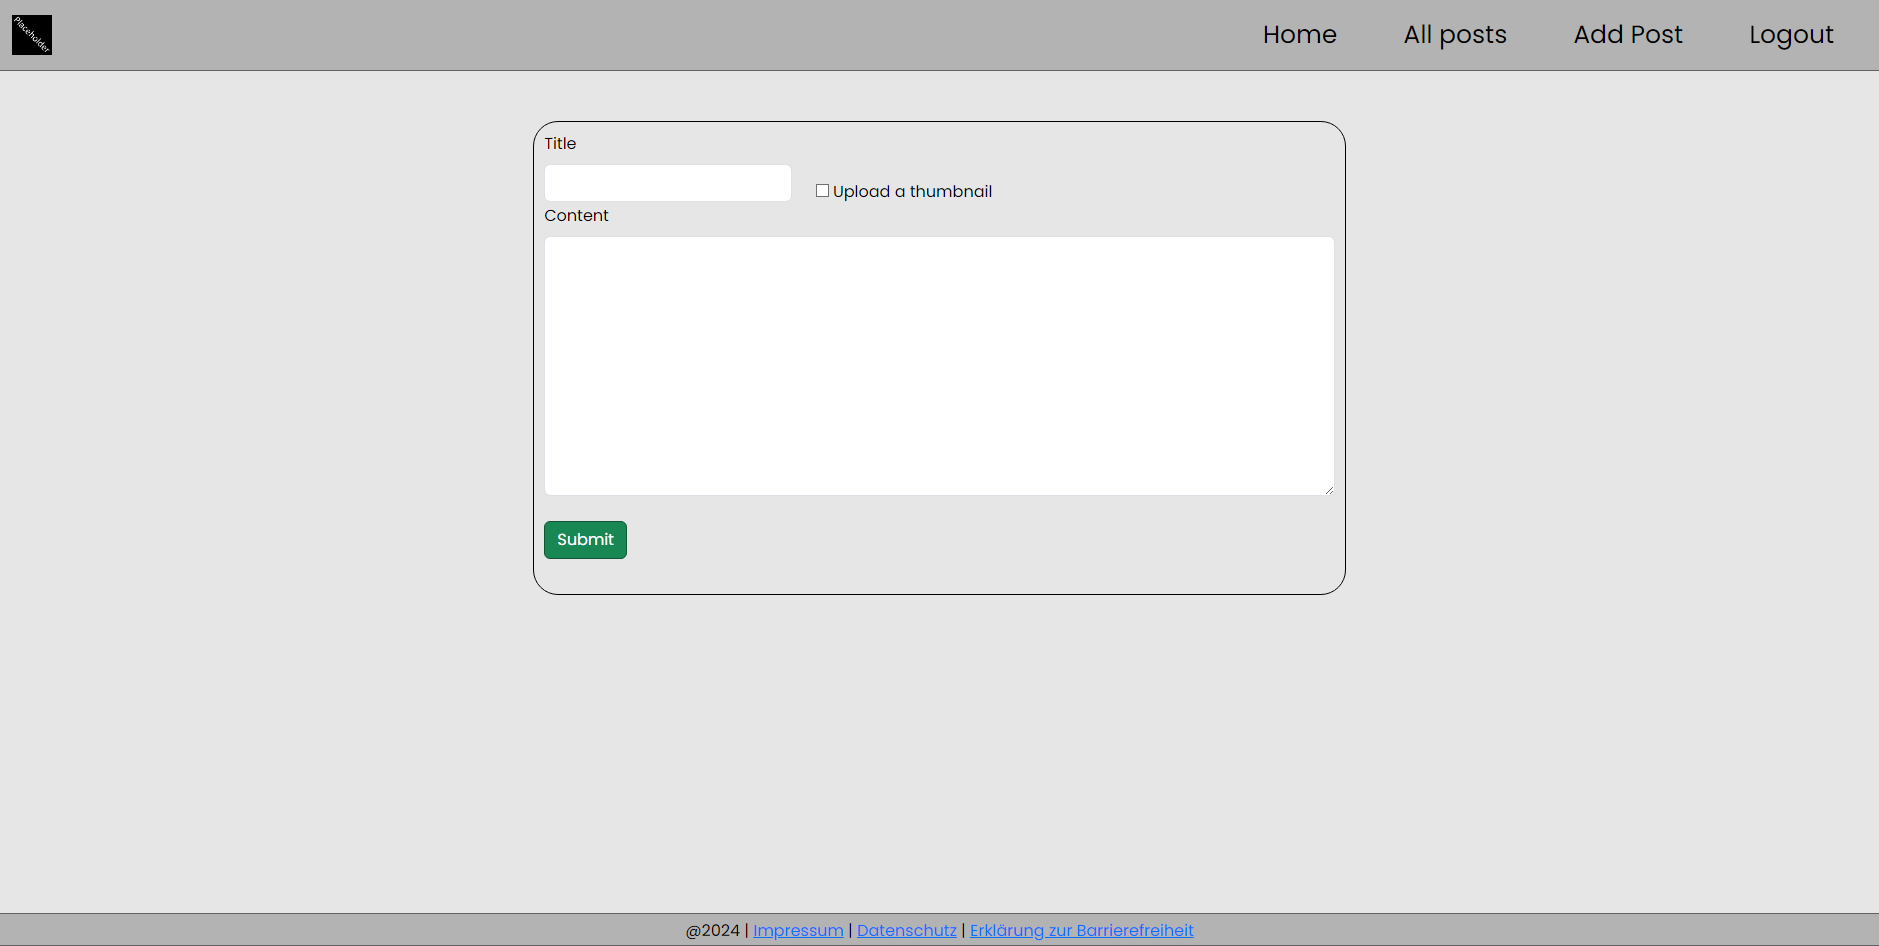 Placeholder
Home All posts Add Post Logout
Title
Upload a thumbnail
Content
Submit
@2024 | Impressum | Datenschutz | Erklärung zur Barrierefreiheit